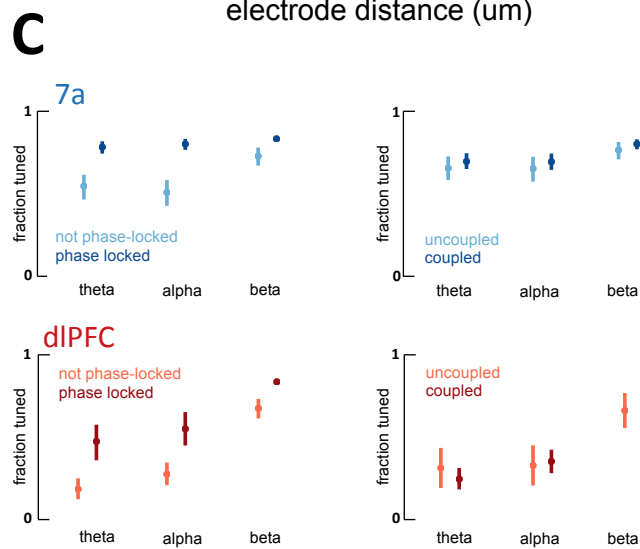 electrode distance (um)
C
7a
1
fraction tuned
not phase-locked
phase locked
0
theta alpha beta
1
fraction tuned
uncoupled
coupled
0
theta alpha beta
dlPFC
1
not phase-locked
phase locked
fraction tuned
0
theta alpha beta
1
uncoupled
coupled
fraction tuned
0
theta alpha beta